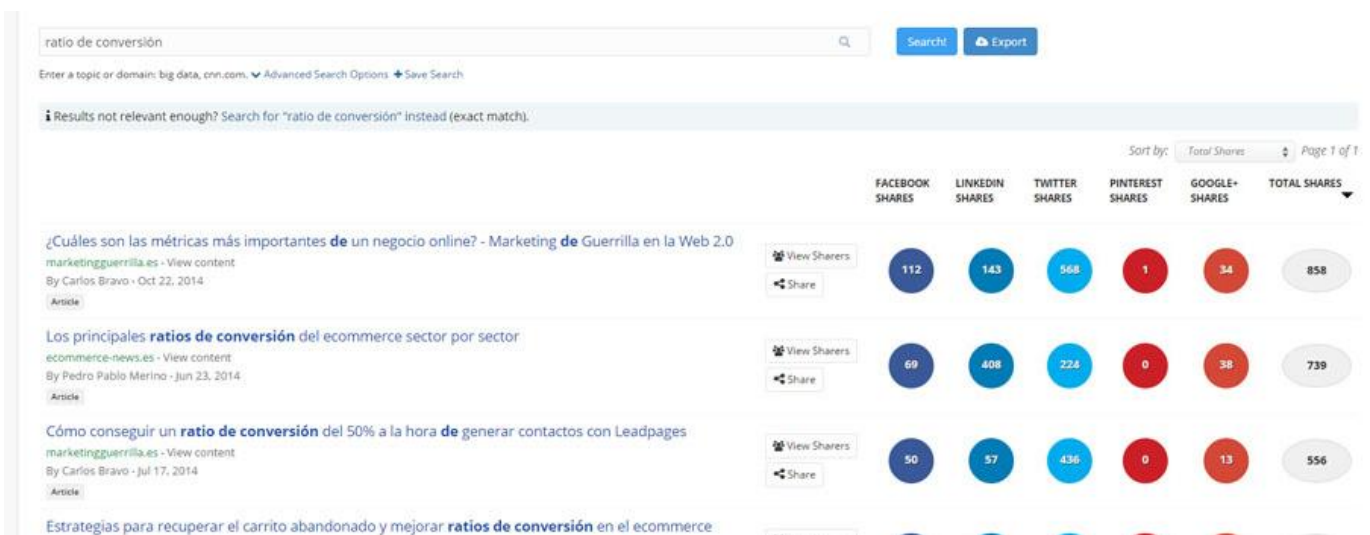 ratio de conversión
Search!
Export
Enter a topic or domain: big data, cnn.com. Advanced Search Options Save Search
Results not relevant enough? Search for "ratio de conversión" instead (exact match).
Sort by: Total Shares Page 1 of 1
FACEBOOK SHARES LINKEDIN SHARES TWITTER SHARES PINTEREST SHARES GOOGLE+ SHARES TOTAL SHARES
¿Cuáles son las métricas más importantes de un negocio online? - Marketing de Guerrilla en la Web 2.0
marketingguerrilla.es - View content
By Carlos Bravo - Oct 22, 2014
Article
View Sharers
Share
112 143 568 1 34 858
Los principales ratios de conversión del ecommerce sector por sector
ecommerce-news.es - View content
By Pedro Pablo Merino - Jun 23, 2014
Article
View Sharers
Share
69 408 224 0 38 739
Cómo conseguir un ratio de conversión del 50% a la hora de generar contactos con Leadpages
marketingguerrilla.es - View content
By Carlos Bravo - Jul 17, 2014
Article
View Sharers
Share
50 57 436 0 13 556
Estrategias para recuperar el carrito abandonado y mejorar ratios de conversión en el ecommerce